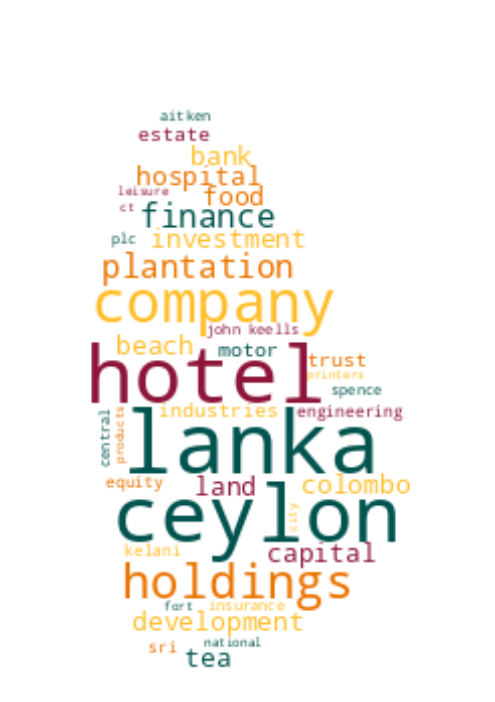 aitken
estate
bank
hospital
leisure food
ct finance
plc investment
plantation
company
john keells
beach motor
hotel trust
printers
spence
central products industries engineering
lanka
equity land colombo
ceylon city
kelani capital
holdings
fort insurance
development
sri national
tea